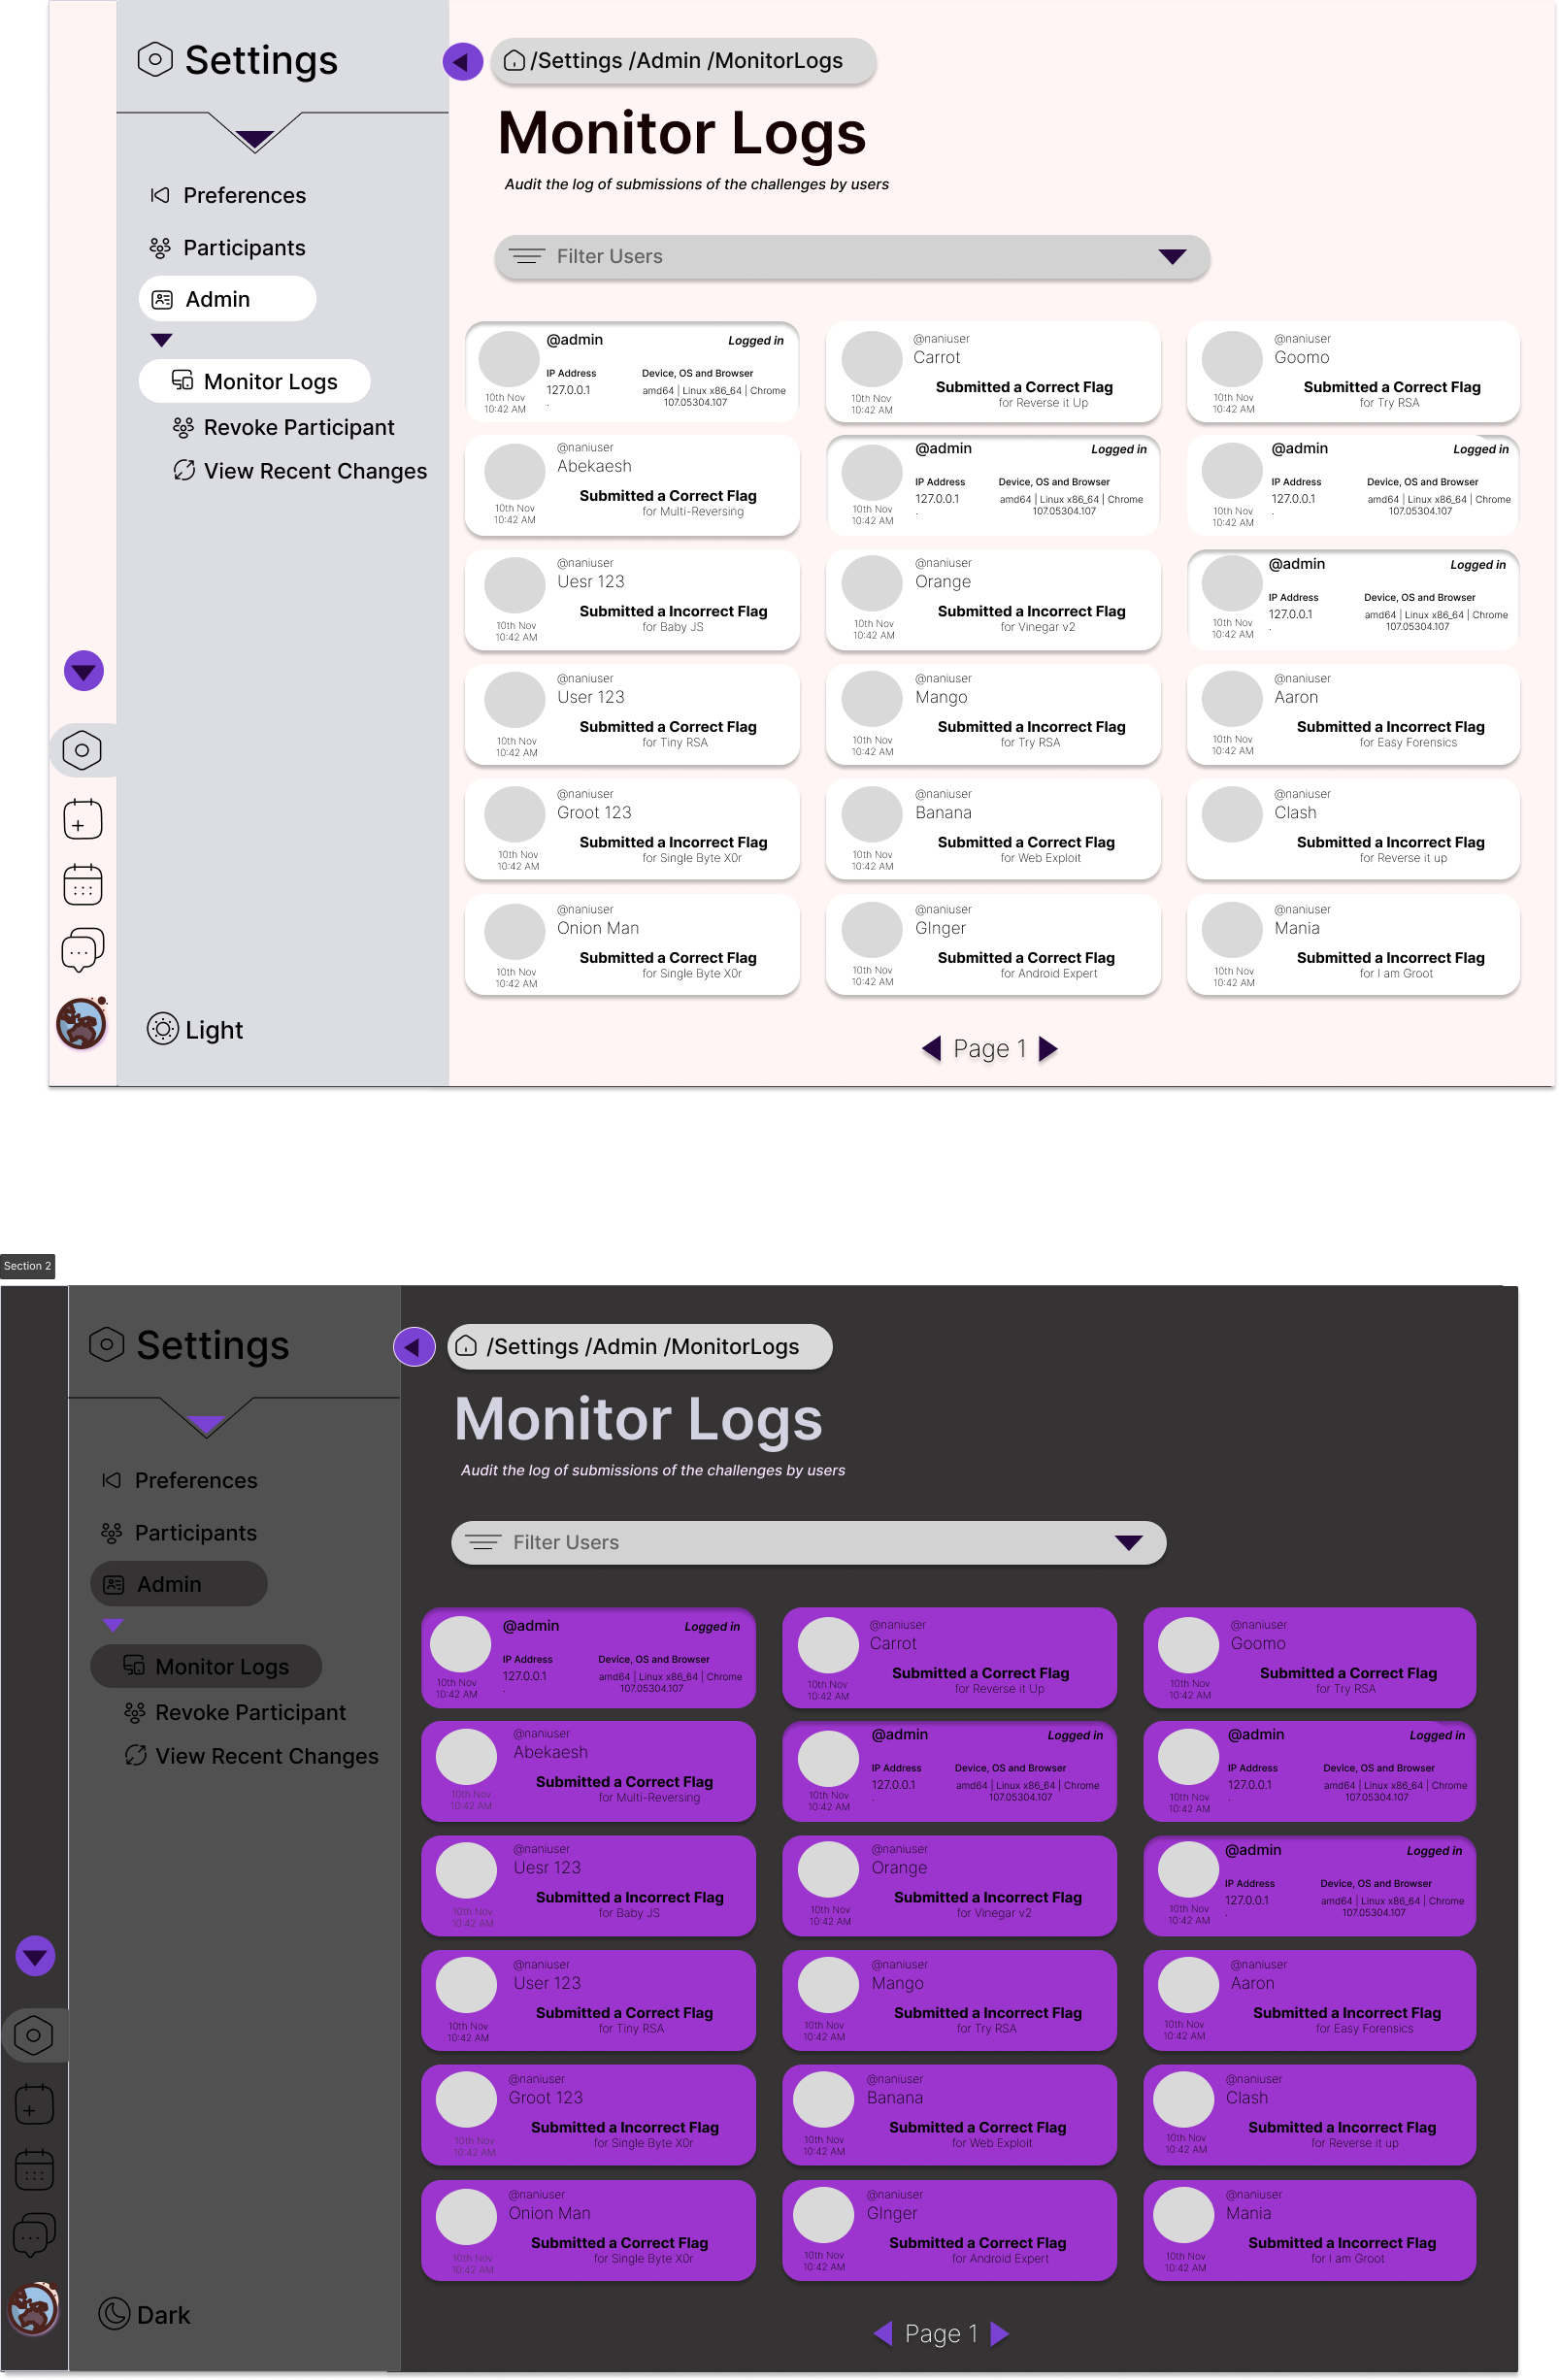 Settings
Preferences
Participants
Admin
Monitor Logs
Revoke Participant
View Recent Changes
Light
/Settings /Admin /MonitorLogs
Monitor Logs
Audit the log of submissions of the challenges by users
Filter Users
@admin
Logged in
IP Address
Device, OS and Browser
127.0.0.1
amd64 | Linux x86_64 | Chrome
107.05304.107
.
10th Nov
10:42 AM
@naniuser
Carrot
Submitted a Correct Flag
for Reverse it Up
10th Nov
10:42 AM
@naniuser
Goomo
Submitted a Correct Flag
for Try RSA
10th Nov
10:42 AM
@naniuser
Abekaesh
Submitted a Correct Flag
for Multi-Reversing
10th Nov
10:42 AM
@admin
Logged in
IP Address
Device, OS and Browser
127.0.0.1
amd64 | Linux x86_64 | Chrome
107.05304.107
.
10th Nov
10:42 AM
@admin
Logged in
IP Address
Device, OS and Browser
127.0.0.1
amd64 | Linux x86_64 | Chrome
107.05304.107
.
10th Nov
10:42 AM
@naniuser
Uesr 123
Submitted a Incorrect Flag
for Baby JS
10th Nov
10:42 AM
@naniuser
Orange
Submitted a Incorrect Flag
for Vinegar v2
10th Nov
10:42 AM
@admin
Logged in
IP Address
Device, OS and Browser
127.0.0.1
amd64 | Linux x86_64 | Chrome
107.05304.107
.
10th Nov
10:42 AM
@naniuser
User 123
Submitted a Correct Flag
for Tiny RSA
10th Nov
10:42 AM
@naniuser
Mango
Submitted a Incorrect Flag
for Try RSA
10th Nov
10:42 AM
@naniuser
Aaron
Submitted a Incorrect Flag
for Easy Forensics
10th Nov
10:42 AM
@naniuser
Groot 123
Submitted a Incorrect Flag
for Single Byte X0r
10th Nov
10:42 AM
@naniuser
Banana
Submitted a Correct Flag
for Web Exploit
10th Nov
10:42 AM
@naniuser
Clash
Submitted a Incorrect Flag
for Reverse it up
@naniuser
Onion Man
Submitted a Correct Flag
for Single Byte X0r
10th Nov
10:42 AM
@naniuser
GInger
Submitted a Correct Flag
for Android Expert
10th Nov
10:42 AM
@naniuser
Mania
Submitted a Incorrect Flag
for I am Groot
10th Nov
10:42 AM
Page 1
Section 2
Settings
Preferences
Participants
Admin
Monitor Logs
Revoke Participant
View Recent Changes
Dark
/Settings /Admin /MonitorLogs
Monitor Logs
Audit the log of submissions of the challenges by users
Filter Users
@admin
Logged in
IP Address
Device, OS and Browser
127.0.0.1
amd64 | Linux x86_64 | Chrome
107.05304.107
.
10th Nov
10:42 AM
@naniuser
Carrot
Submitted a Correct Flag
for Reverse it Up
10th Nov
10:42 AM
@naniuser
Goomo
Submitted a Correct Flag
for Try RSA
10th Nov
10:42 AM
@naniuser
Abekaesh
Submitted a Correct Flag
for Multi-Reversing
10th Nov
10:42 AM
@admin
Logged in
IP Address
Device, OS and Browser
127.0.0.1
amd64 | Linux x86_64 | Chrome
107.05304.107
.
10th Nov
10:42 AM
@admin
Logged in
IP Address
Device, OS and Browser
127.0.0.1
amd64 | Linux x86_64 | Chrome
107.05304.107
.
10th Nov
10:42 AM
@naniuser
Uesr 123
Submitted a Incorrect Flag
for Baby JS
10th Nov
10:42 AM
@naniuser
Orange
Submitted a Incorrect Flag
for Vinegar v2
10th Nov
10:42 AM
@admin
Logged in
IP Address
Device, OS and Browser
127.0.0.1
amd64 | Linux x86_64 | Chrome
107.05304.107
.
10th Nov
10:42 AM
@naniuser
User 123
Submitted a Correct Flag
for Tiny RSA
10th Nov
10:42 AM
@naniuser
Mango
Submitted a Incorrect Flag
for Try RSA
10th Nov
10:42 AM
@naniuser
Aaron
Submitted a Incorrect Flag
for Easy Forensics
10th Nov
10:42 AM
@naniuser
Groot 123
Submitted a Incorrect Flag
for Single Byte X0r
10th Nov
10:42 AM
@naniuser
Banana
Submitted a Correct Flag
for Web Exploit
10th Nov
10:42 AM
@naniuser
Clash
Submitted a Incorrect Flag
for Reverse it up
10th Nov
10:42 AM
@naniuser
Onion Man
Submitted a Correct Flag
for Single Byte X0r
10th Nov
10:42 AM
@naniuser
GInger
Submitted a Correct Flag
for Android Expert
10th Nov
10:42 AM
@naniuser
Mania
Submitted a Incorrect Flag
for I am Groot
10th Nov
10:42 AM
Page 1